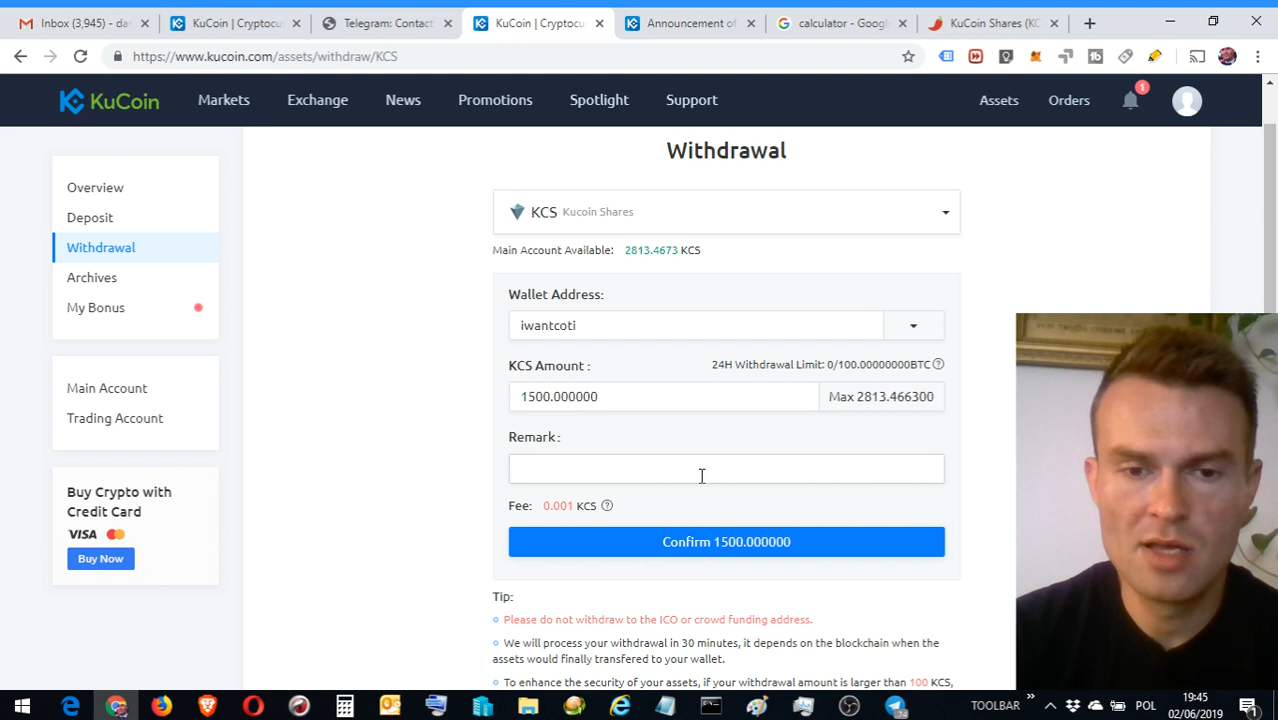 Inbox (3,945) - da
KuCoin | Cryptocu
Telegram: Contact
KuCoin | Cryptocu
Announcement of
calculator - Google
KuCoin Shares (KC
https://www.kucoin.com/assets/withdraw/KCS
KuCoin
Markets
Exchange
News
Promotions
Spotlight
Support
Assets
Orders
1
Overview
Deposit
Withdrawal
Archives
My Bonus
Main Account
Trading Account
Buy Crypto with
Credit Card
VISA
Buy Now
Withdrawal
KCS Kucoin Shares
Main Account Available: 2813.4673 KCS
Wallet Address:
iwantcoti
KCS Amount :
24H Withdrawal Limit: 0/100.00000000BTC
1500.000000
Max 2813.466300
Remark :
Fee: 0.001 KCS
Confirm 1500.000000
Tip:
Please do not withdraw to the ICO or crowd funding address.
We will process your withdrawal in 30 minutes, it depends on the blockchain when the
assets would finally transfered to your wallet.
To enhance the security of your assets, if your withdrawal amount is larger than 100 KCS,
74
TOOLBAR
»
POL
19:45
02/06/2019
1